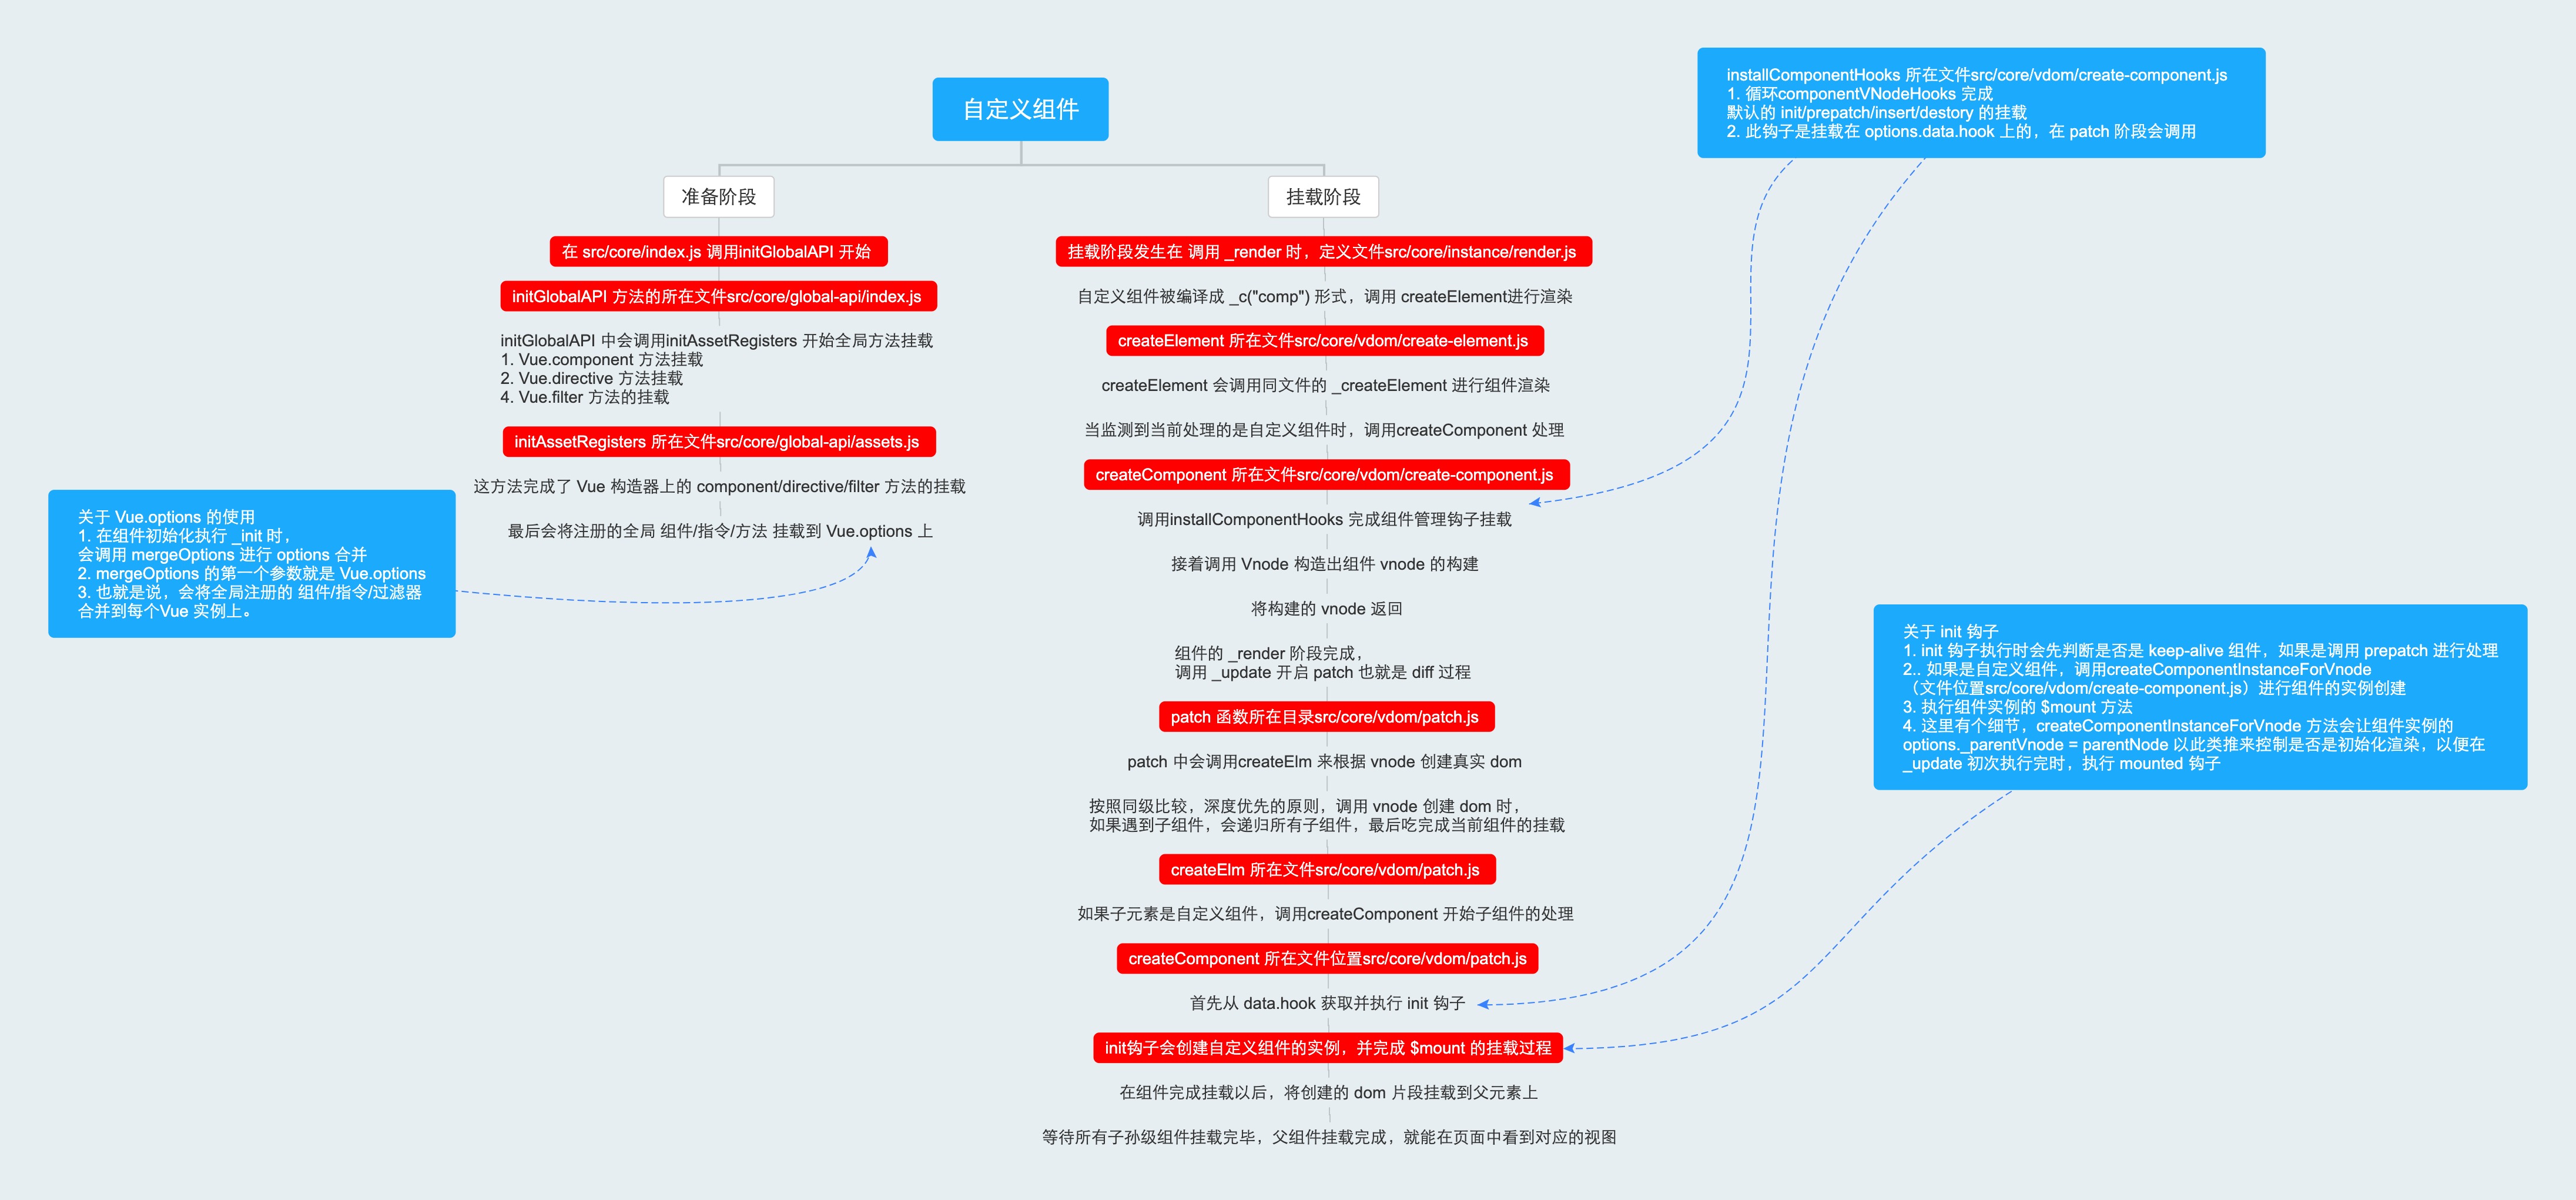 自定义组件
准备阶段
在 src/core/index.js 调用initGlobalAPI 开始
initGlobalAPI 方法的所在文件src/core/global-api/index.js
initGlobalAPI 中会调用initAssetRegisters 开始全局方法挂载
1. Vue.component 方法挂载
2. Vue.directive 方法挂载
4. Vue.filter 方法的挂载
initAssetRegisters 所在文件src/core/global-api/assets.js
这方法完成了 Vue 构造器上的 component/directive/filter 方法的挂载
最后会将注册的全局 组件/指令/方法 挂载到 Vue.options 上
关于 Vue.options 的使用
1. 在组件初始化执行 _init 时，
会调用 mergeOptions 进行 options 合并
2. mergeOptions 的第一个参数就是 Vue.options
3. 也就是说，会将全局注册的 组件/指令/过滤器
合并到每个Vue 实例上。
挂载阶段
挂载阶段发生在 调用 _render 时，定义文件src/core/instance/render.js
自定义组件被编译成 _c("comp") 形式，调用 createElement进行渲染
createElement 所在文件src/core/vdom/create-element.js
createElement 会调用同文件的 _createElement 进行组件渲染
当监测到当前处理的是自定义组件时，调用createComponent 处理
createComponent 所在文件src/core/vdom/create-component.js
调用installComponentHooks 完成组件管理钩子挂载
接着调用 Vnode 构造出组件 vnode 的构建
将构建的 vnode 返回
组件的 _render 阶段完成，
调用 _update 开启 patch 也就是 diff 过程
patch 函数所在目录src/core/vdom/patch.js
patch 中会调用createElm 来根据 vnode 创建真实 dom
按照同级比较，深度优先的原则，调用 vnode 创建 dom 时，
如果遇到子组件，会递归所有子组件，最后吃完成当前组件的挂载
createElm 所在文件src/core/vdom/patch.js
如果子元素是自定义组件，调用createComponent 开始子组件的处理
createComponent 所在文件位置src/core/vdom/patch.js
首先从 data.hook 获取并执行 init 钩子
init钩子会创建自定义组件的实例，并完成 $mount 的挂载过程
在组件完成挂载以后，将创建的 dom 片段挂载到父元素上
等待所有子孙级组件挂载完毕，父组件挂载完成，就能在页面中看到对应的视图
installComponentHooks 所在文件src/core/vdom/create-component.js
1. 循环componentVNodeHooks 完成
默认的 init/prepatch/insert/destory 的挂载
2. 此钩子是挂载在 options.data.hook 上的，在 patch 阶段会调用
关于 init 钩子
1. init 钩子执行时会先判断是否是 keep-alive 组件，如果是调用 prepatch 进行处理
2.. 如果是自定义组件，调用createComponentInstanceForVnode
（文件位置src/core/vdom/create-component.js）进行组件的实例创建
3. 执行组件实例的 $mount 方法
4. 这里有个细节，createComponentInstanceForVnode 方法会让组件实例的
options._parentVnode = parentNode 以此类推来控制是否是初始化渲染，以便在
_update 初次执行完时，执行 mounted 钩子